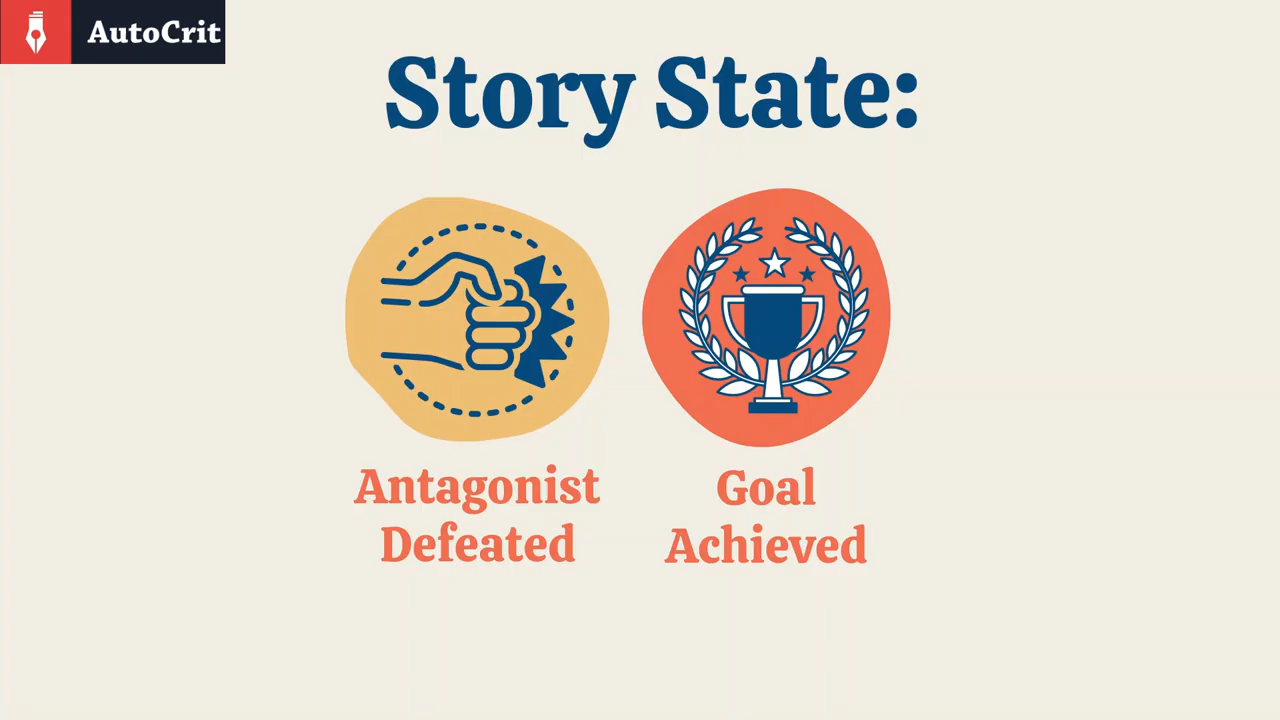 AutoCrit
Story State:
Antagonist
Defeated
Goal
Achieved